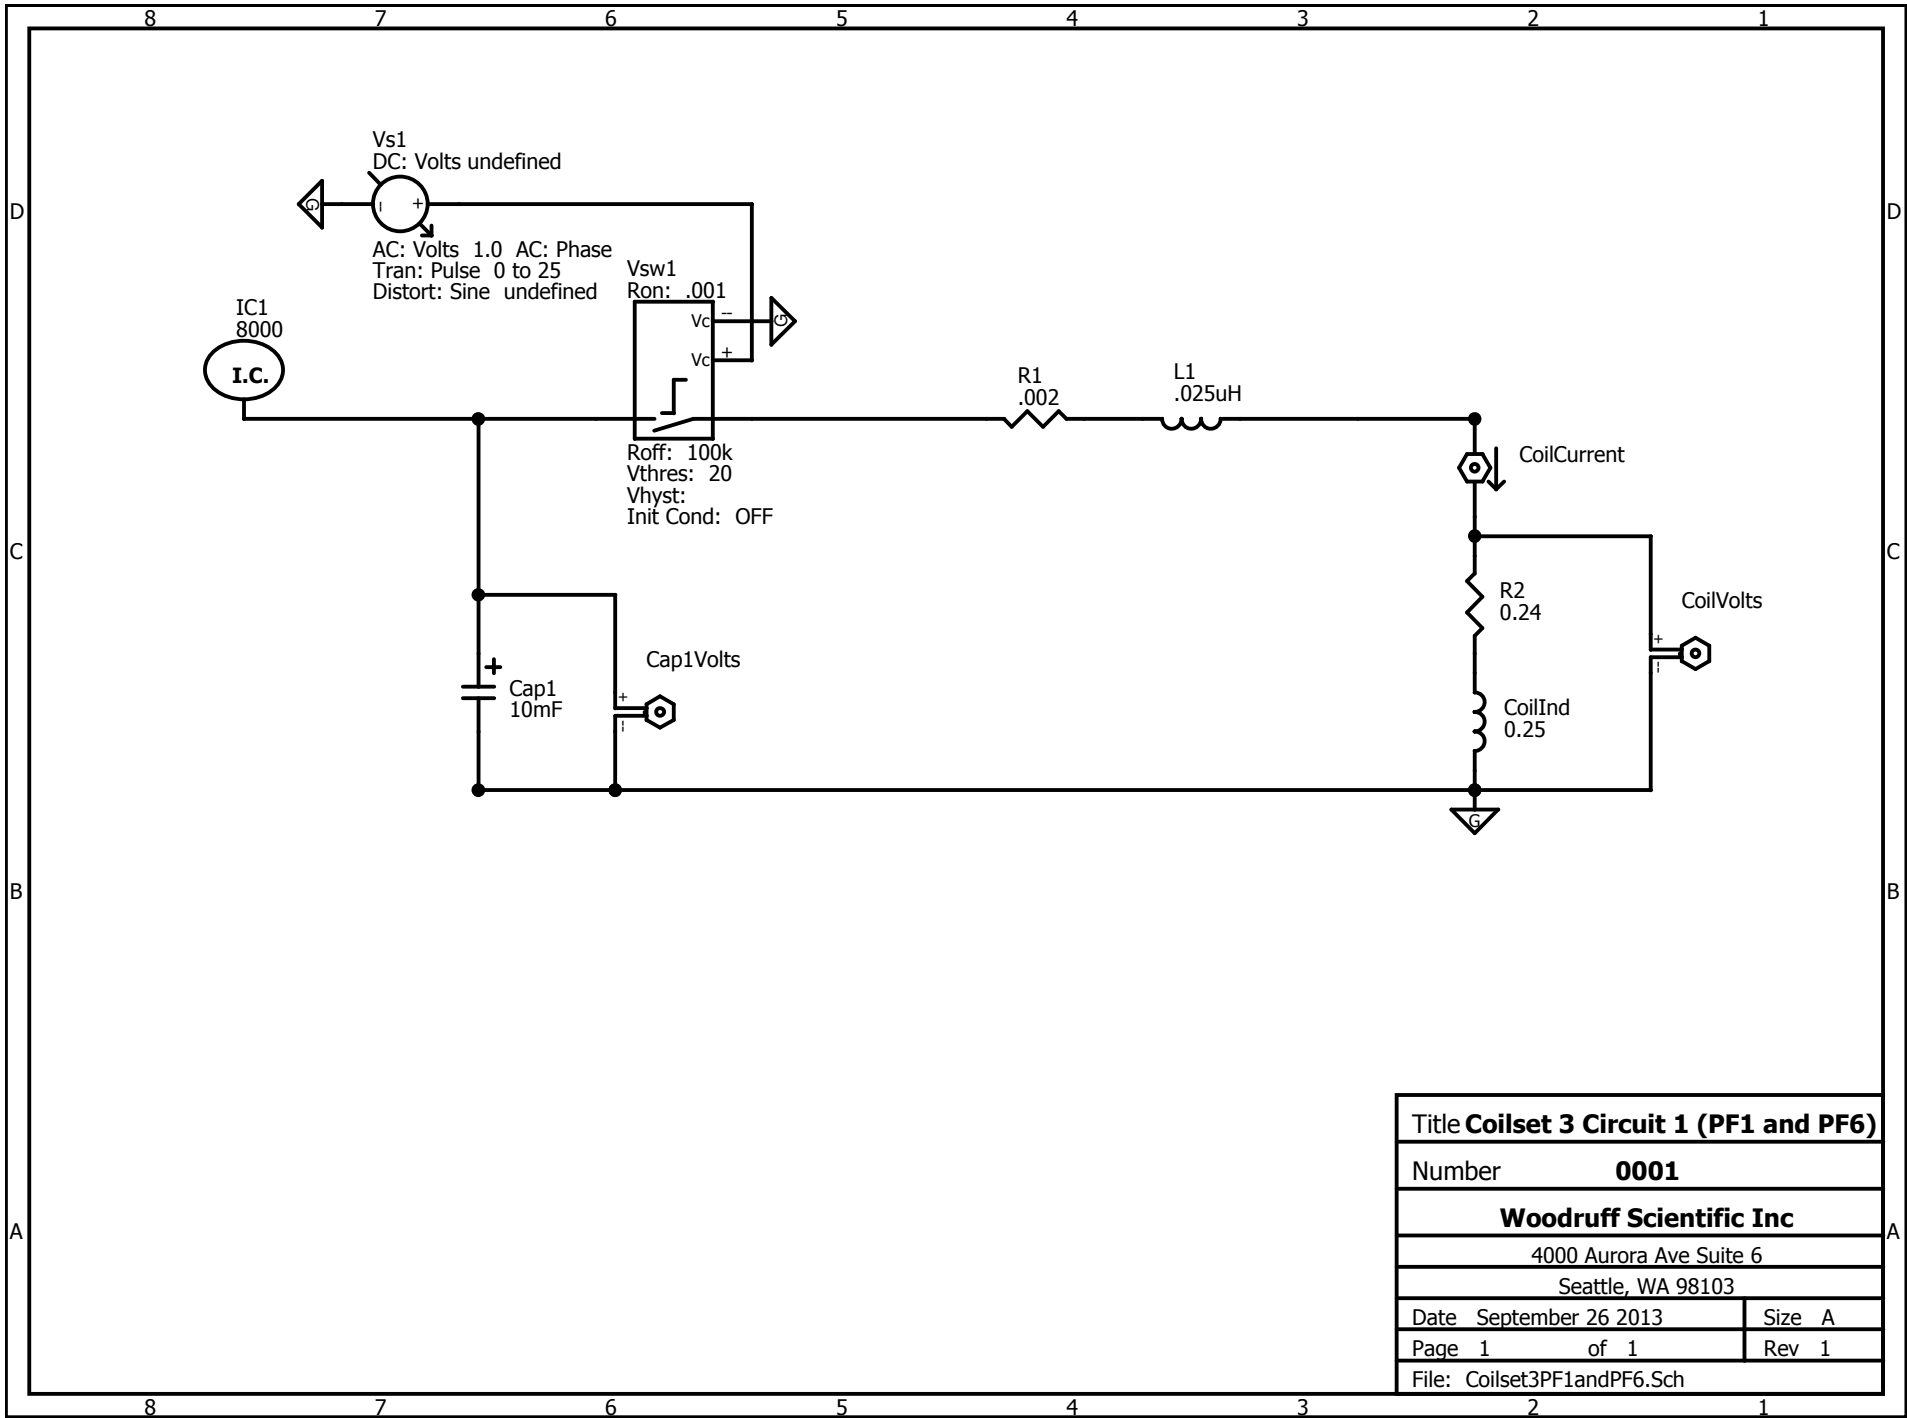 8 7 6 5 4 3 2 1
Vs1
DC: Volts undefined
D
D
G
- +
AC: Volts 1.0 AC: Phase
Tran: Pulse 0 to 25
Distort: Sine undefined
Vsw1
Ron: .001
Vc --
G
Vc +
IC1
8000
I.C.
R1
.002
L1
.025uH
Roff: 100k
Vthres: 20
Vhyst:
Init Cond: OFF
CoilCurrent
C
C
R2
0.24
CoilVolts
+
--
Cap1Volts
+
Cap1
10mF
+
--
CoilInd
0.25
G
B
B
Title Coilset 3 Circuit 1 (PF1 and PF6)
Number 0001
Woodruff Scientific Inc
A
A
4000 Aurora Ave Suite 6
Seattle, WA 98103
Date September 26 2013 Size A
Page 1 of 1 Rev 1
File: Coilset3PF1andPF6.Sch
8 7 6 5 4 3 2 1